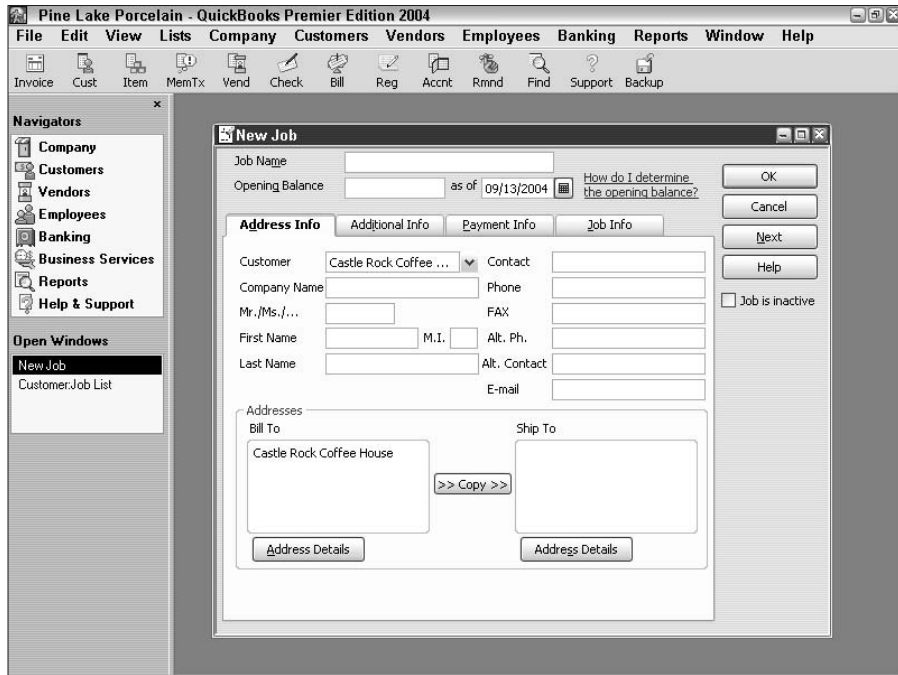 Pine Lake Porcelain - QuickBooks Premier Edition 2004
File Edit View Lists Company Customers Vendors Employees Banking Reports Window Help
Invoice Cust Item MemTx Vend Check Bill Reg Accnt Rmnd Find Support Backup
Navigators
Company
Customers
Vendors
Employees
Banking
Business Services
Reports
Help & Support
Open Windows
New Job
Customer:Job List
New Job
Job Name
Opening Balance as of 09/13/2004 How do I determine
the opening balance?
OK
Cancel
Next
Help
Job is inactive
Address Info Additional Info Payment Info Job Info
Customer Castle Rock Coffee ... Contact
Company Name Phone
Mr./Ms./... FAX
First Name M.I. Alt. Ph.
Last Name Alt. Contact
E-mail
Addresses
Bill To Ship To
Castle Rock Coffee House
>> Copy >>
Address Details Address Details